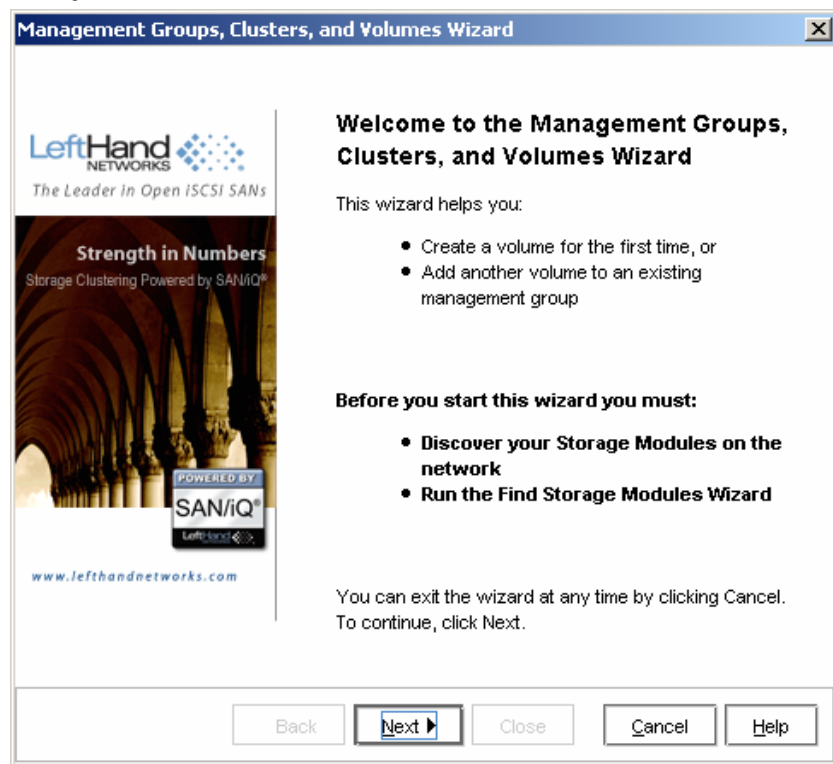 Management Groups, Clusters, and Volumes Wizard
LeftHand
NETWORKS
The Leader in Open iSCSI SANs
Strength in Numbers
Storage Clustering Powered by SAN/iQ®
POWERED BY
SAN/iQ®
LeftHand
www.lefthandnetworks.com
Welcome to the Management Groups,
Clusters, and Volumes Wizard
This wizard helps you:
• Create a volume for the first time, or
• Add another volume to an existing
management group
Before you start this wizard you must:
• Discover your Storage Modules on the
network
• Run the Find Storage Modules Wizard
You can exit the wizard at any time by clicking Cancel.
To continue, click Next.
Back
Next
Close
Cancel
Help